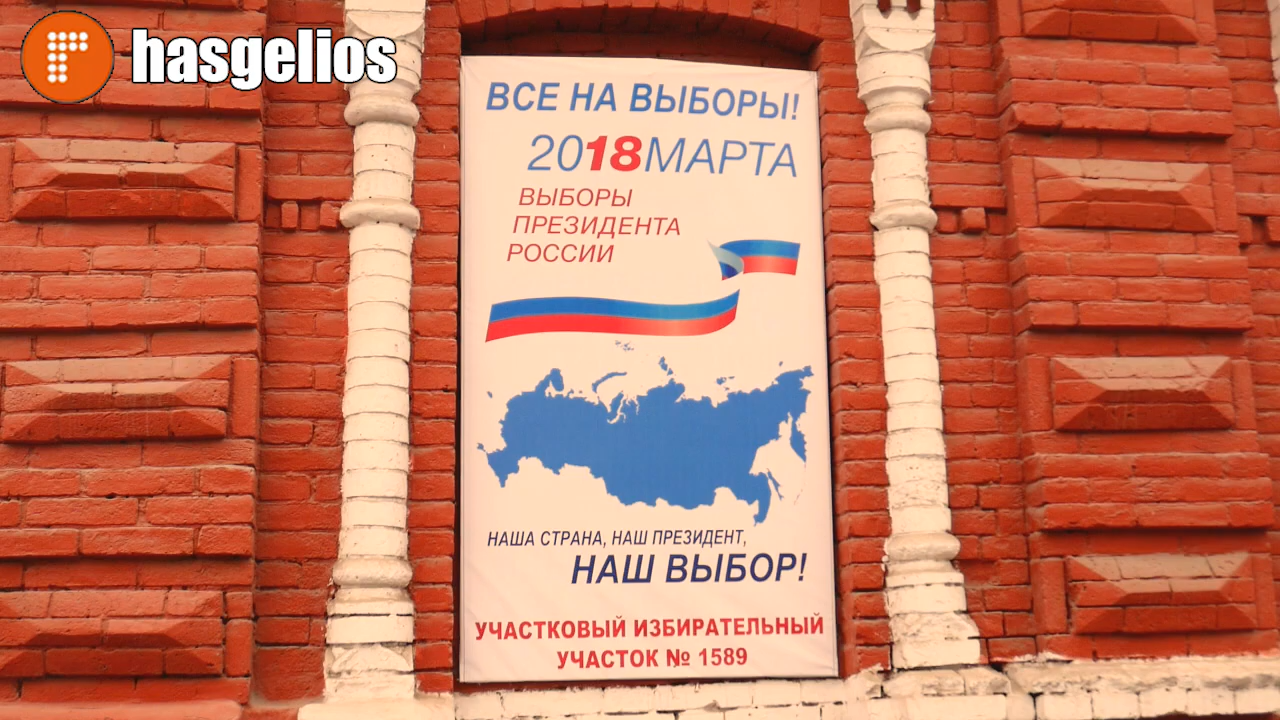 hasgelios
ВСЕ НА ВЫБОРЫ!
2018МАРТА
ВЫБОРЫ
ПРЕЗИДЕНТА
РОССИИ
НАША СТРАНА, НАШ ПРЕЗИДЕНТ,
НАШ ВЫБОР!
УЧАСТКОВЫЙ ИЗБИРАТЕЛЬНЫЙ
УЧАСТОК № 1589